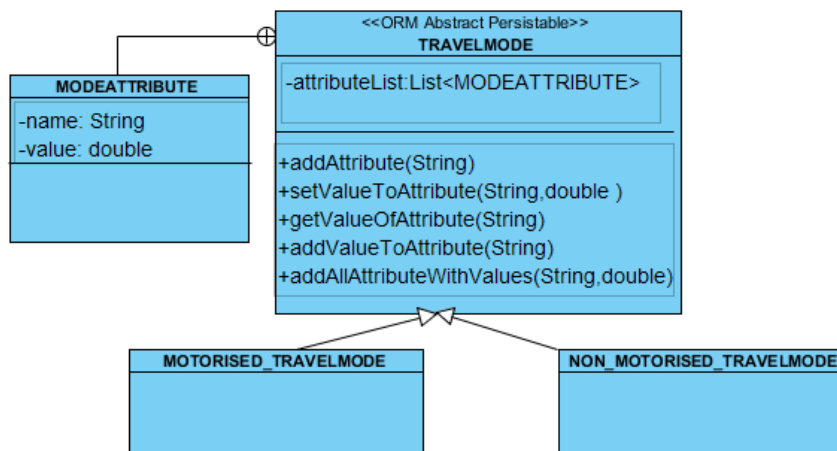 <<ORM Abstract Persistable>>
TRAVELMODE
-attributeList:List<MODEATTRIBUTE>
+addAttribute(String)
+setValueToAttribute(String,double )
+getValueOfAttribute(String)
+addValueToAttribute(String)
+addAllAttributeWithValues(String,double)
MODEATTRIBUTE
-name: String
-value: double
MOTORISED_TRAVELMODE
NON_MOTORISED_TRAVELMODE